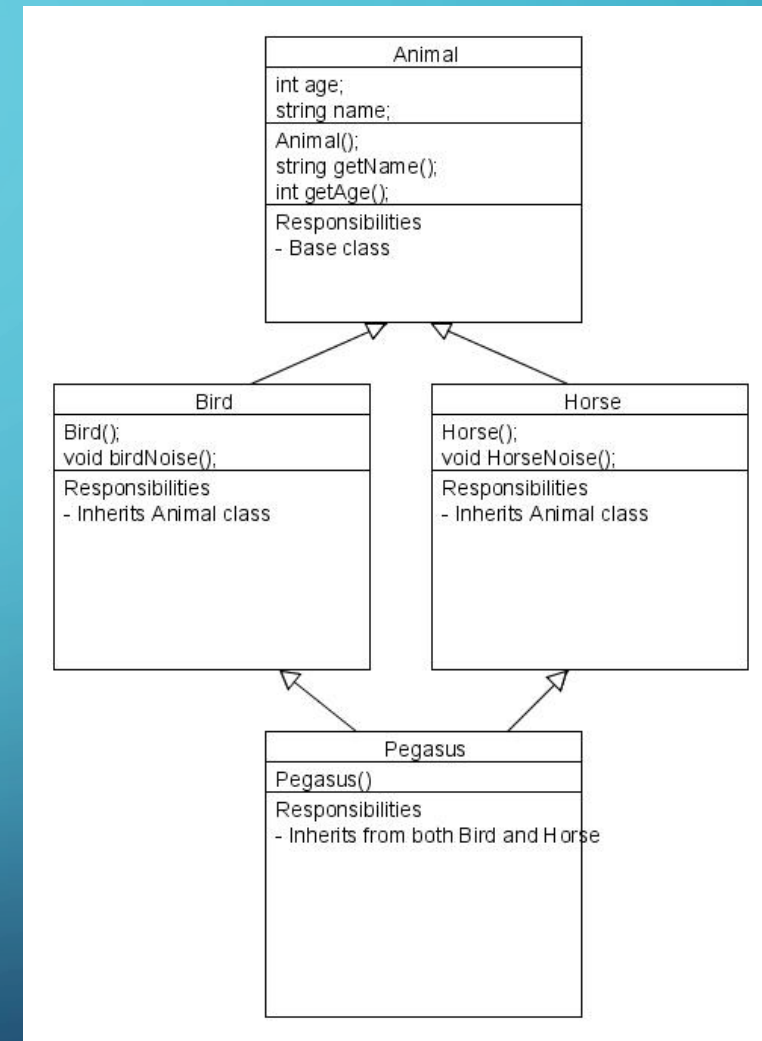 Animal
int age;
string name;
Animal();
string getName();
int getAge();
Responsibilities
- Base class
Bird
Bird();
void birdNoise();
Responsibilities
- Inherits Animal class
Horse
Horse();
void HorseNoise();
Responsibilities
- Inherits Animal class
Pegasus
Pegasus()
Responsibilities
- Inherits from both Bird and Horse